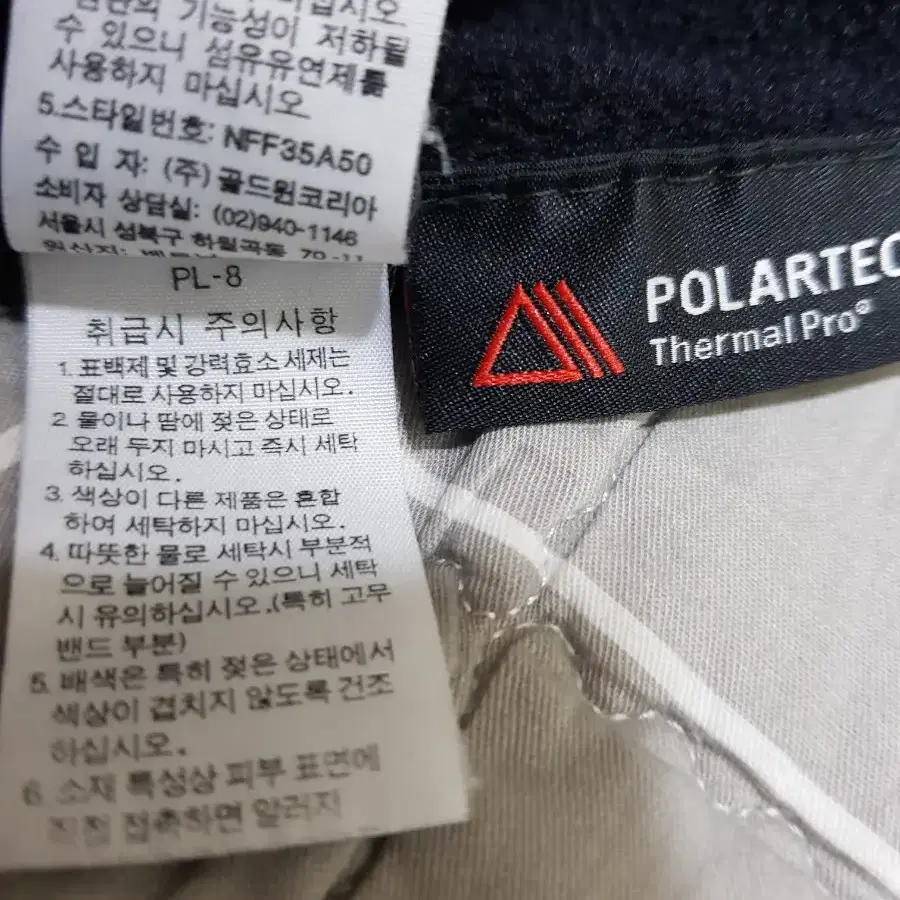 마십시오
원단의 기능성이 저하될
수 있으니 섬유유연제를
사용하지 마십시오
5.스타일번호: NFF35A50
수 입 자: (주) 골드윈코리아
소비자 상담실: (02)940-1146
서울시 성북구 하월곡동 79-11
원산지:
PL-8
취급시 주의사항
1. 표백제 및 강력효소 세제는
절대로 사용하지 마십시오.
2. 물이나 땀에 젖은 상태로
오래 두지 마시고 즉시 세탁
하십시오.
3. 색상이 다른 제품은 혼합
하여 세탁하지 마십시오.
4. 따뜻한 물로 세탁시 부분적
으로 늘어질 수 있으니 세탁
시 유의하십시오.(특히 고무
밴드 부분)
5. 배색은 특히 젖은 상태에서
색상이 겹치지 않도록 건조
하십시오.
6. 소재 특성상 피부 표면에
직접 접촉하면 알러지
POLARTEC
Thermal Pro®